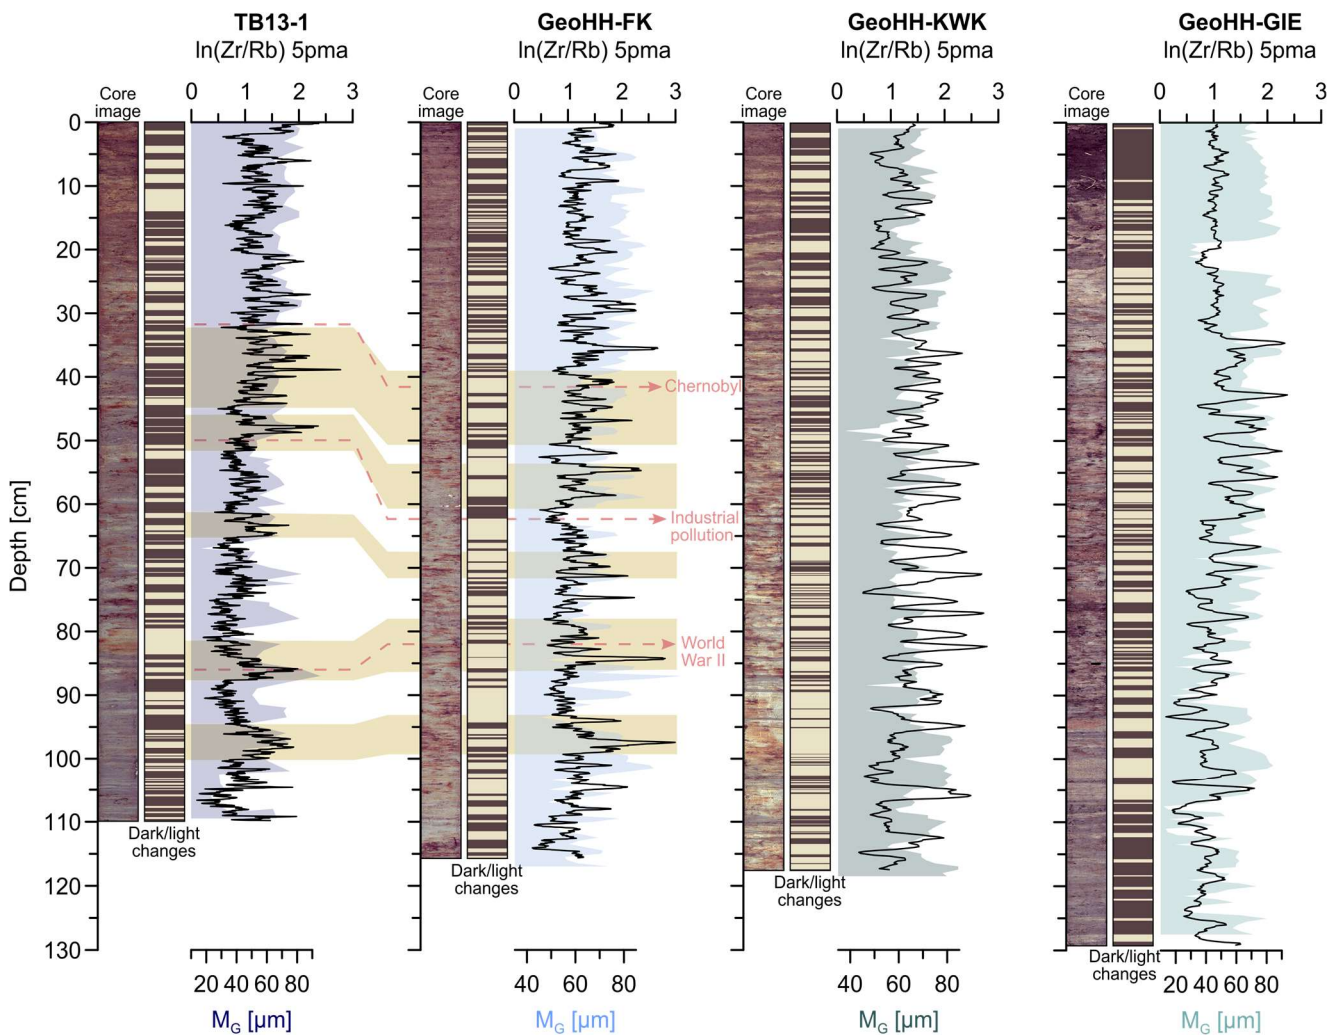 TB13-1
ln(Zr/Rb) 5pma
GeoHH-FK
ln(Zr/Rb) 5pma
GeoHH-KWK
ln(Zr/Rb) 5pma
GeoHH-GIE
ln(Zr/Rb) 5pma
Core
image
0 1 2 3
Core
image
0 1 2 3
Core
image
0 1 2 3
Core
image
0 1 2 3
Depth [cm]
0
10
20
30
40
50
60
70
80
90
100
110
120
130
Chernobyl
Industrial
pollution
World
War II
Dark/light
changes
Dark/light
changes
Dark/light
changes
Dark/light
changes
20 40 60 80
40 60 80
40 60 80
20 40 60 80
MG [µm]
MG [µm]
MG [µm]
MG [µm]